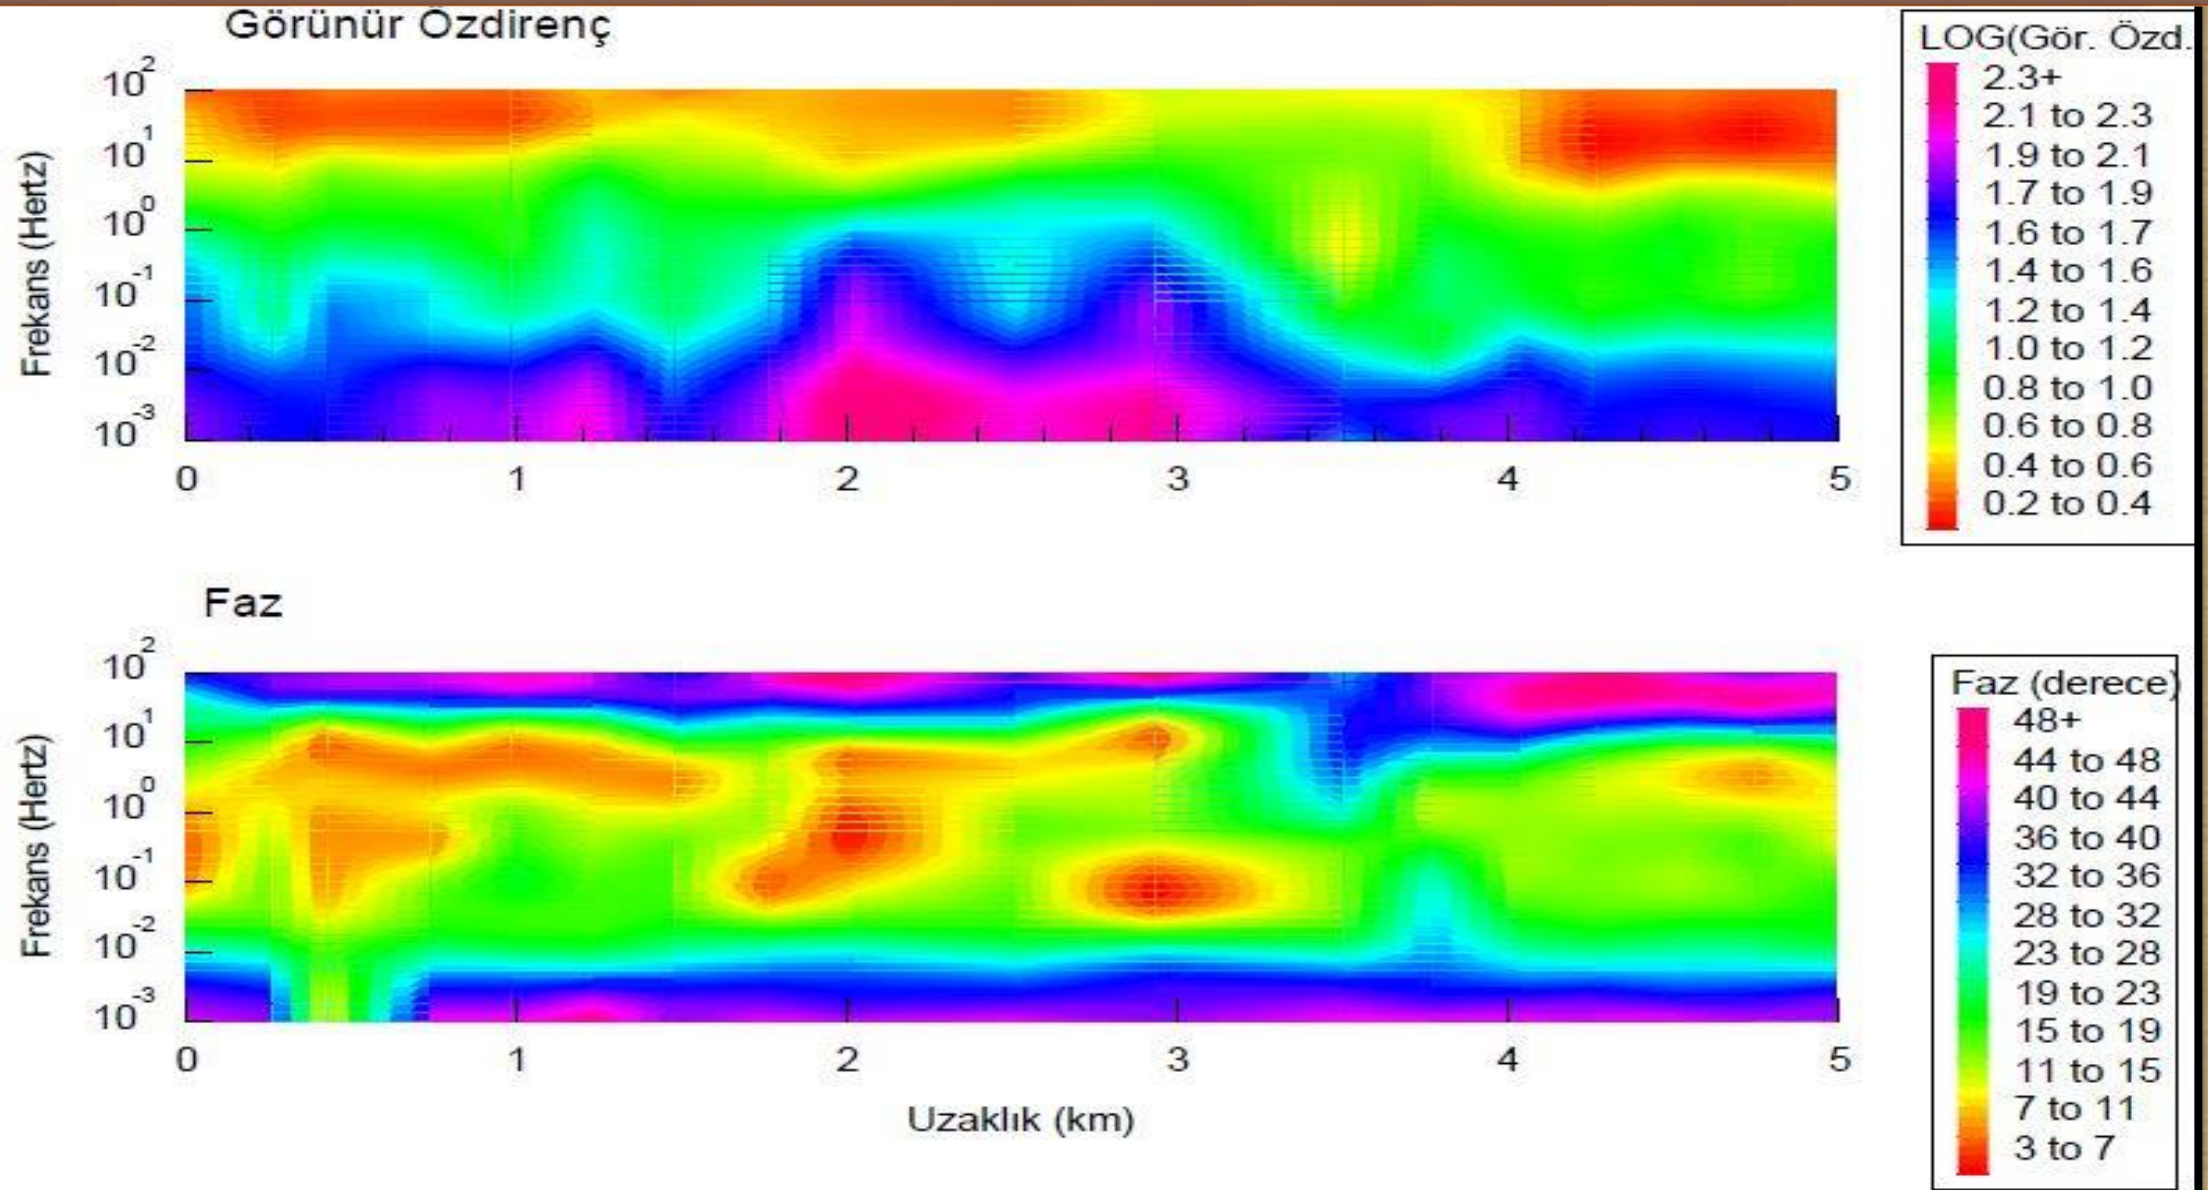 Görünür Özdirenç
LOG(Gör. Özd.
2.3+
2.1 to 2.3
1.9 to 2.1
1.7 to 1.9
1.6 to 1.7
1.4 to 1.6
1.2 to 1.4
1.0 to 1.2
0.8 to 1.0
0.6 to 0.8
0.4 to 0.6
0.2 to 0.4
Frekans (Hertz)
10²
10¹
10⁰
10⁻¹
10⁻²
10⁻³
0 1 2 3 4 5
Faz
Faz (derece)
48+
44 to 48
40 to 44
36 to 40
32 to 36
28 to 32
23 to 28
19 to 23
15 to 19
11 to 15
7 to 11
3 to 7
Frekans (Hertz)
10²
10¹
10⁰
10⁻¹
10⁻²
10⁻³
0 1 2 3 4 5
Uzaklık (km)